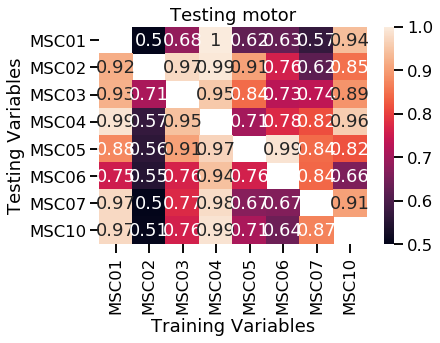 Testing motor
Testing Variables
MSC01 0.5 0.68 1 0.62 0.63 0.57 0.94
MSC02 0.92 0.97 0.99 0.91 0.76 0.62 0.85
MSC03 0.93 0.71 0.95 0.84 0.73 0.74 0.89
MSC04 0.99 0.57 0.95 0.71 0.78 0.82 0.96
MSC05 0.88 0.56 0.91 0.97 0.99 0.84 0.82
MSC06 0.75 0.55 0.76 0.94 0.76 0.84 0.66
MSC07 0.97 0.5 0.77 0.98 0.67 0.67 0.91
MSC10 0.97 0.51 0.76 0.99 0.71 0.64 0.87
MSC01 MSC02 MSC03 MSC04 MSC05 MSC06 MSC07 MSC10
Training Variables
1.0
0.9
0.8
0.7
0.6
0.5